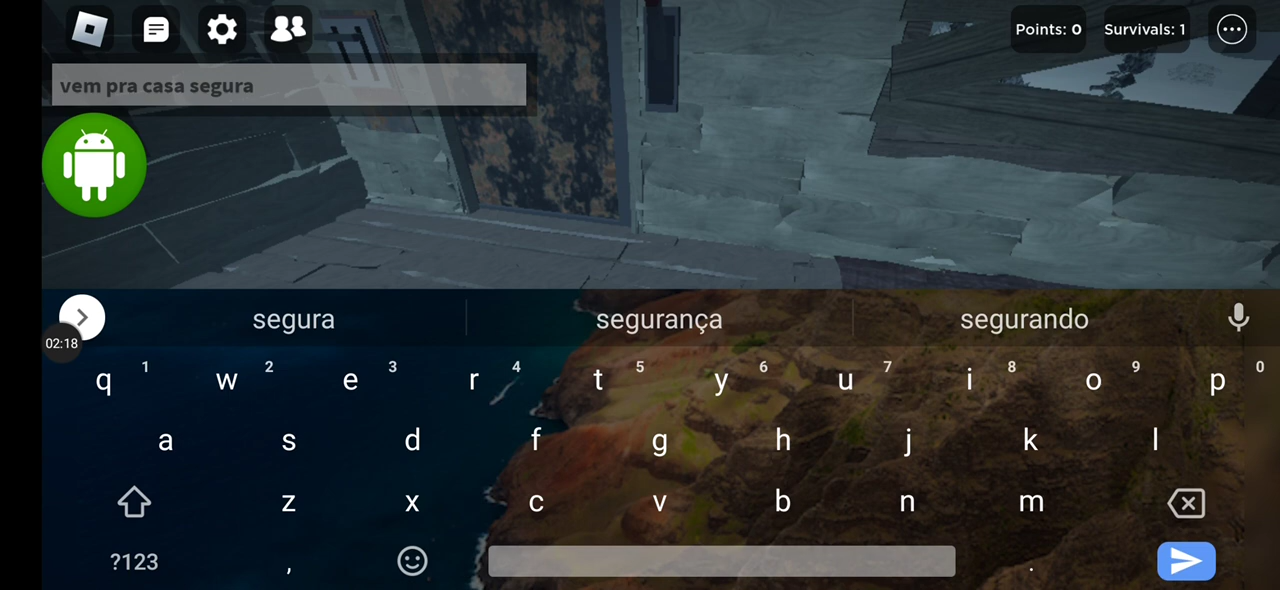 Points: 0 Survivals: 1
vem pra casa segura
segura segurança segurando
02:18
1 2 3 4 5 6 7 8 9 0
q w e r t y u i o p
a s d f g h j k l
z x c v b n m
?123 , .